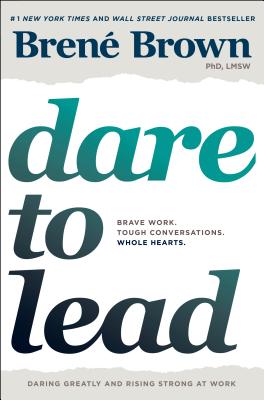 #1 NEW YORK TIMES AND WALL STREET JOURNAL BESTSELLER
Brené Brown
PhD, LMSW
dare
to
BRAVE WORK.
TOUGH CONVERSATIONS.
WHOLE HEARTS.
lead
DARING GREATLY AND RISING STRONG AT WORK